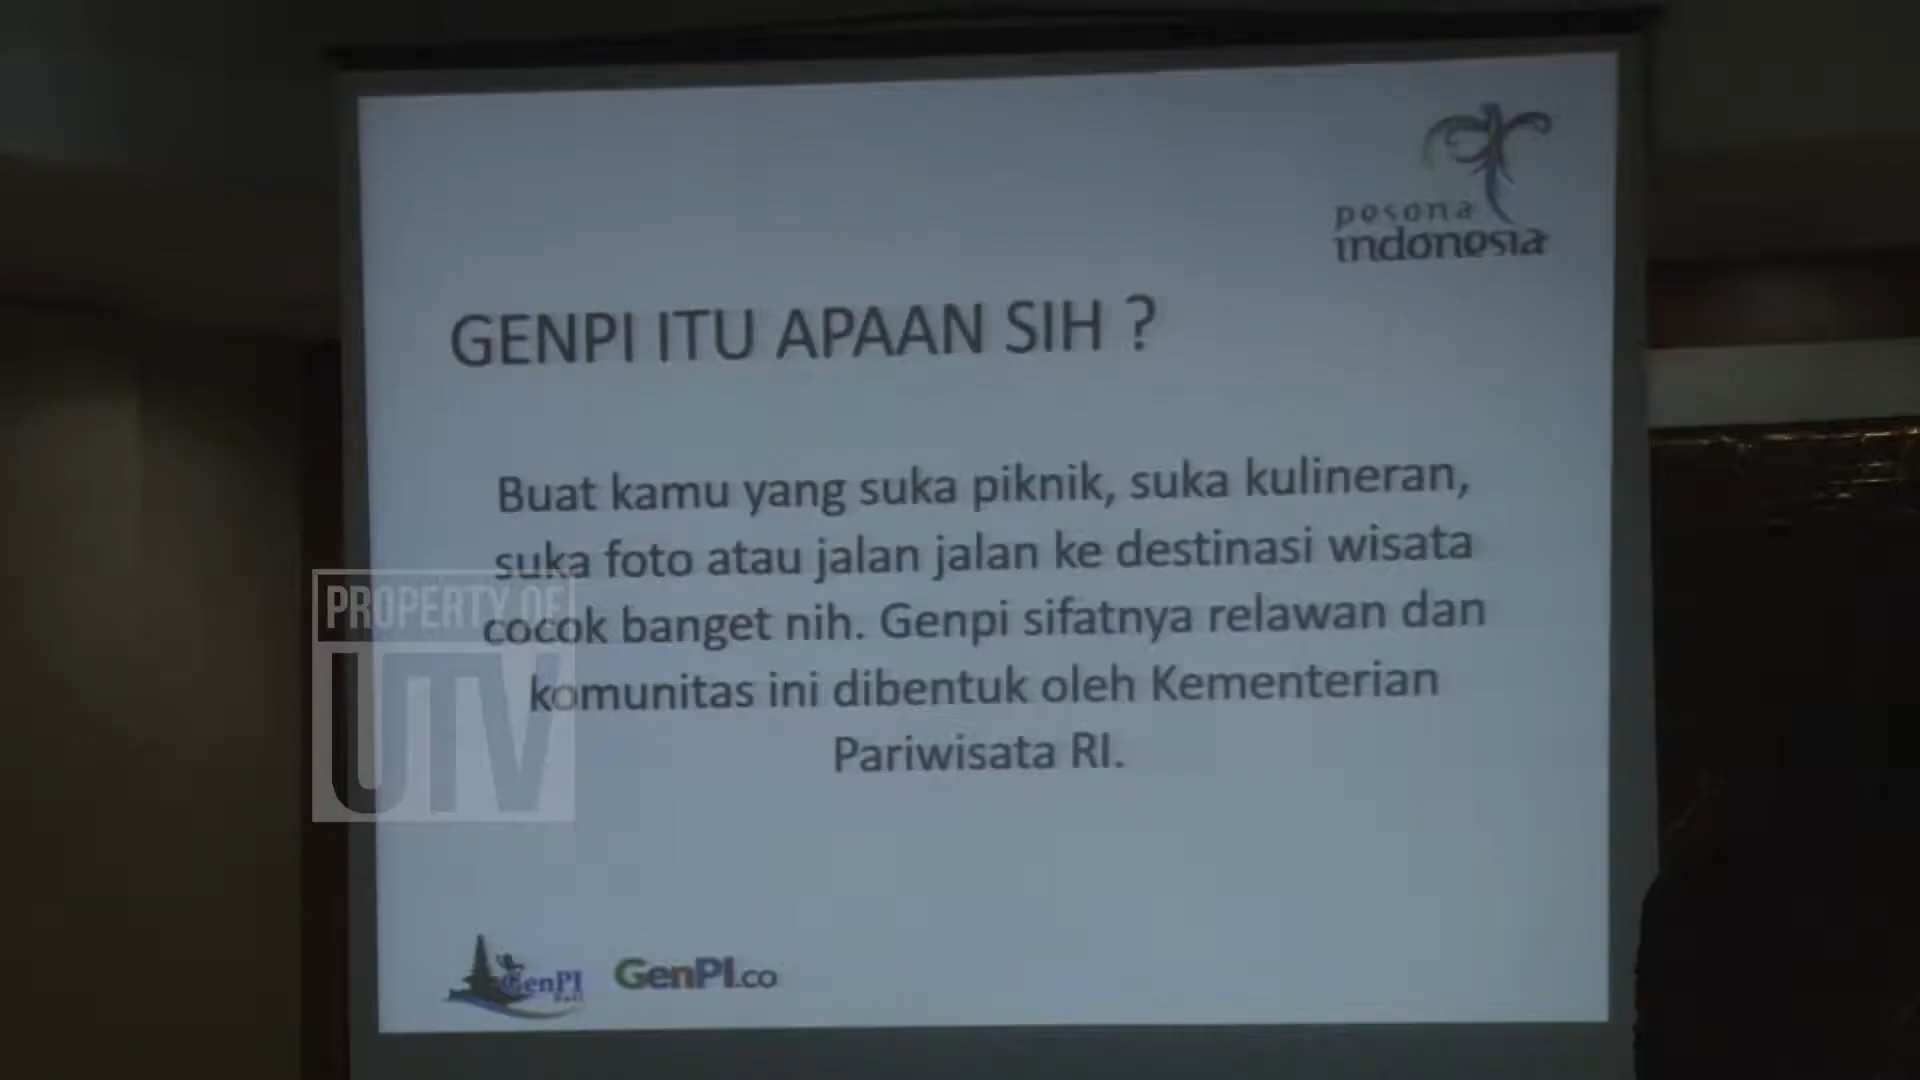 pesona
indonesia
GENPI ITU APAAN SIH ?
Buat kamu yang suka piknik, suka kulineran,
suka foto atau jalan jalan ke destinasi wisata
cocok banget nih. Genpi sifatnya relawan dan
komunitas ini dibentuk oleh Kementerian
Pariwisata RI.
PROPERTY OF
UTV
GenPI
Bali
GenPI.co